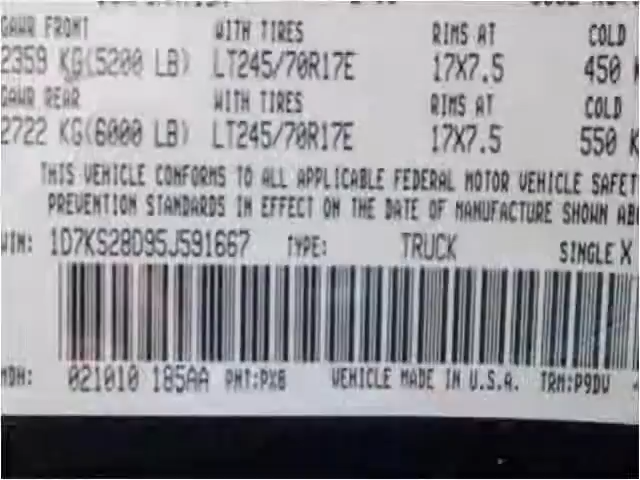 GAWR FRONT WITH TIRES RIMS AT COLD
2359 KG(5200 LB) LT245/70R17E 17X7.5 450
GAWR REAR WITH TIRES RIMS AT COLD
2722 KG(6000 LB) LT245/70R17E 17X7.5 550
THIS VEHICLE CONFORMS TO ALL APPLICABLE FEDERAL MOTOR VEHICLE SAFET
PREVENTION STANDARDS IN EFFECT ON THE DATE OF MANUFACTURE SHOWN ABO
VIN: 1D7KS28D95J591667 TYPE: TRUCK SINGLE X
MDH: 021010 185AA PNT:PXB VEHICLE MADE IN U.S.A. TRM:P9DV